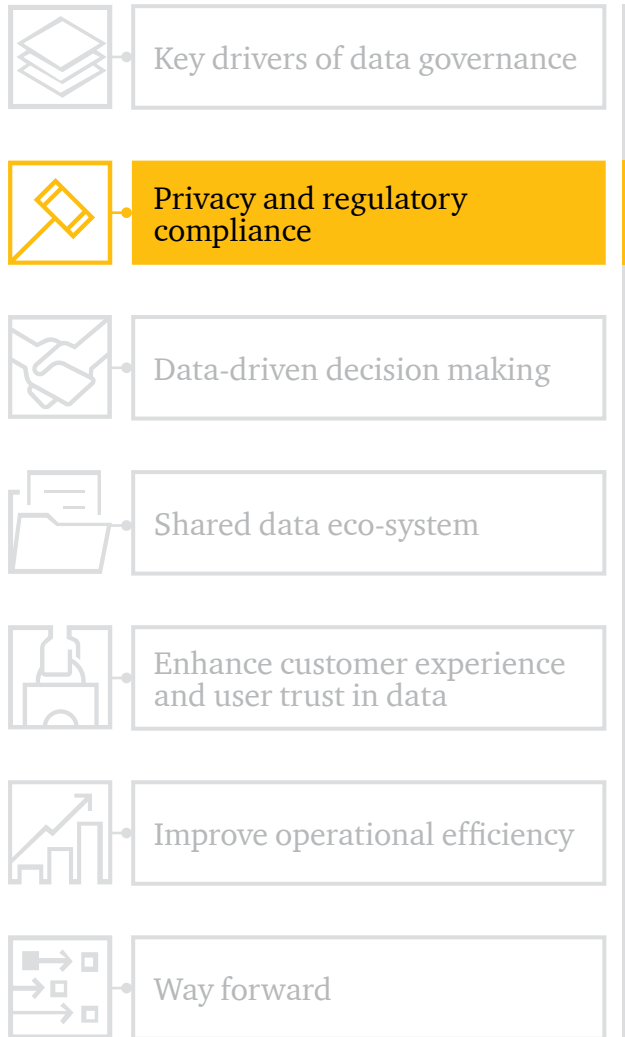 Key drivers of data governance
Privacy and regulatory
compliance
Data-driven decision making
Shared data eco-system
Enhance customer experience
and user trust in data
Improve operational efficiency
Way forward